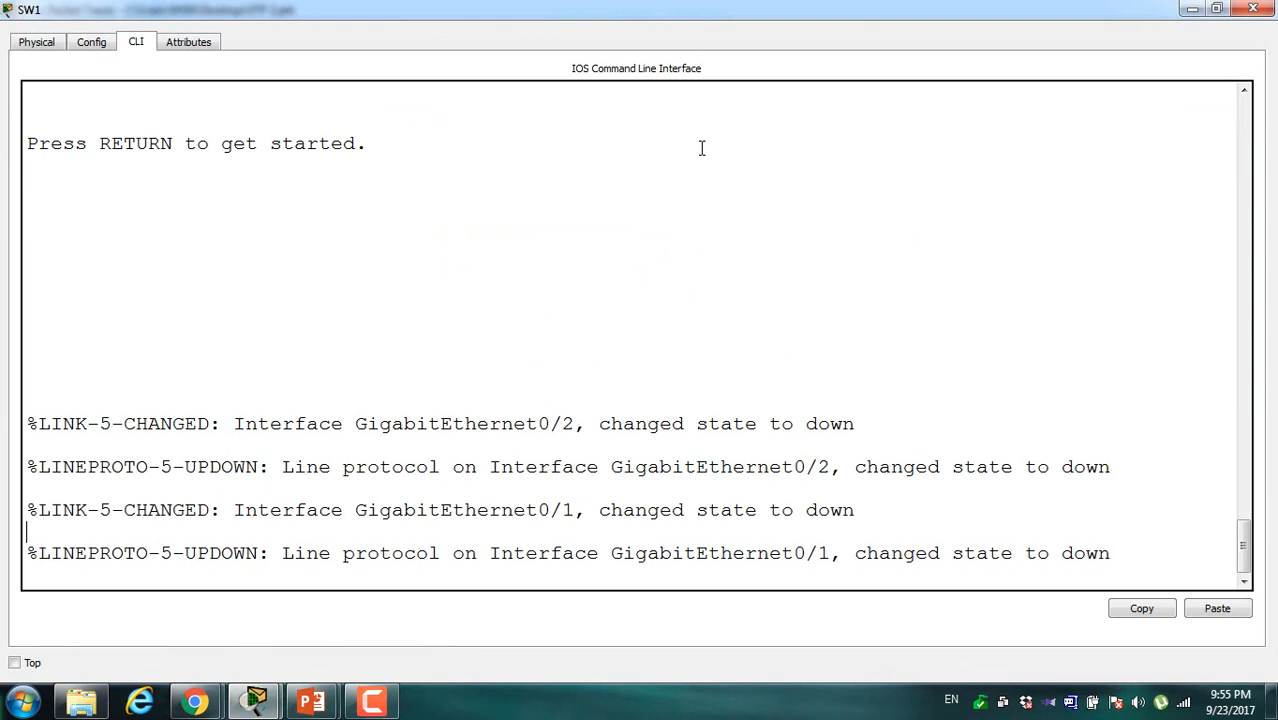 SW1
Physical
Config
CLI
Attributes
IOS Command Line Interface
Press RETURN to get started.
%LINK-5-CHANGED: Interface GigabitEthernet0/2, changed state to down
%LINEPROTO-5-UPDOWN: Line protocol on Interface GigabitEthernet0/2, changed state to down
%LINK-5-CHANGED: Interface GigabitEthernet0/1, changed state to down
%LINEPROTO-5-UPDOWN: Line protocol on Interface GigabitEthernet0/1, changed state to down
Copy
Paste
Top
EN
9:55 PM
9/23/2017